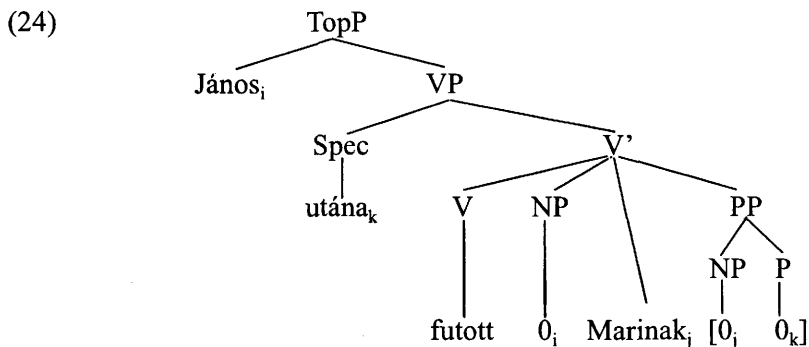 (24) TopP
Jánosᵢ VP
Spec V'
utánaₖ V NP PP
NP P
futott 0ᵢ Marinakⱼ [0ⱼ 0ₖ]